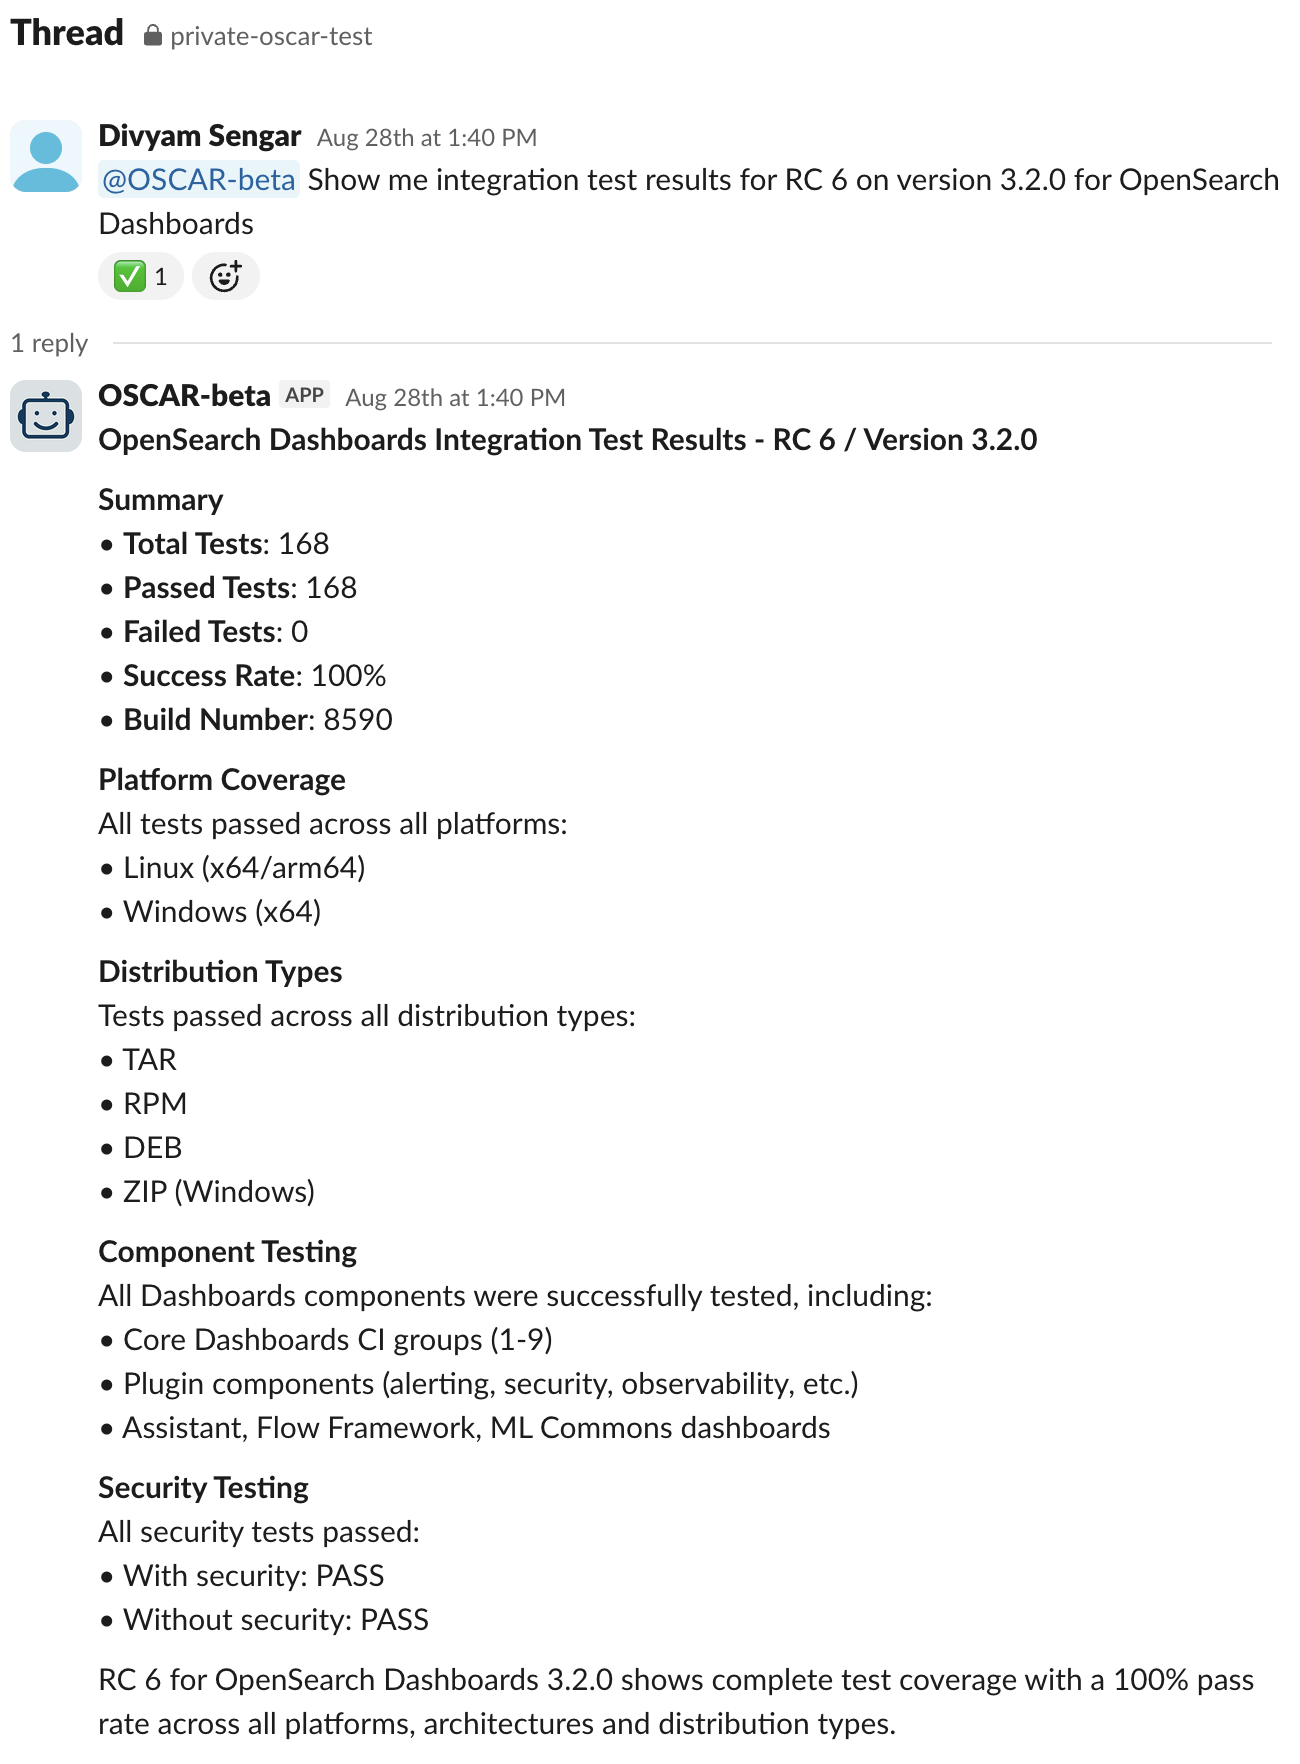 Thread private-oscar-test
Divyam Sengar Aug 28th at 1:40 PM
@OSCAR-beta Show me integration test results for RC 6 on version 3.2.0 for OpenSearch
Dashboards
1
1 reply
OSCAR-beta APP Aug 28th at 1:40 PM
OpenSearch Dashboards Integration Test Results - RC 6 / Version 3.2.0
Summary
• Total Tests: 168
• Passed Tests: 168
• Failed Tests: 0
• Success Rate: 100%
• Build Number: 8590
Platform Coverage
All tests passed across all platforms:
• Linux (x64/arm64)
• Windows (x64)
Distribution Types
Tests passed across all distribution types:
• TAR
• RPM
• DEB
• ZIP (Windows)
Component Testing
All Dashboards components were successfully tested, including:
• Core Dashboards CI groups (1-9)
• Plugin components (alerting, security, observability, etc.)
• Assistant, Flow Framework, ML Commons dashboards
Security Testing
All security tests passed:
• With security: PASS
• Without security: PASS
RC 6 for OpenSearch Dashboards 3.2.0 shows complete test coverage with a 100% pass
rate across all platforms, architectures and distribution types.